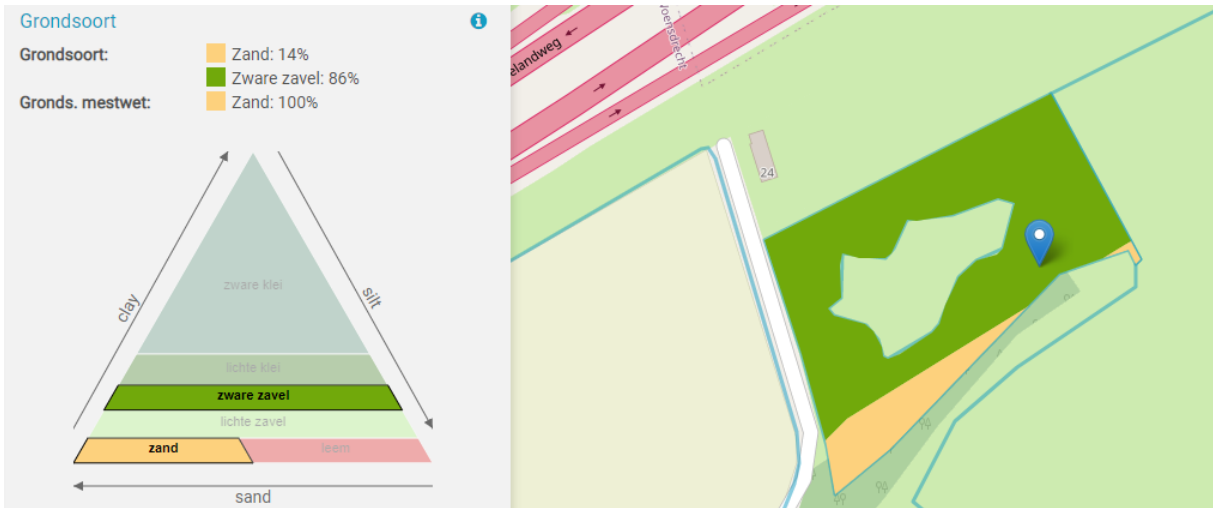 Grondsoort
Grondsoort: Zand: 14%
Zware zavel: 86%
Gronds. mestwet: Zand: 100%
clay
silt
zware klei
lichte klei
zware zavel
lichte zavel
zand leem
sand
elandweg
Woensdrecht
24